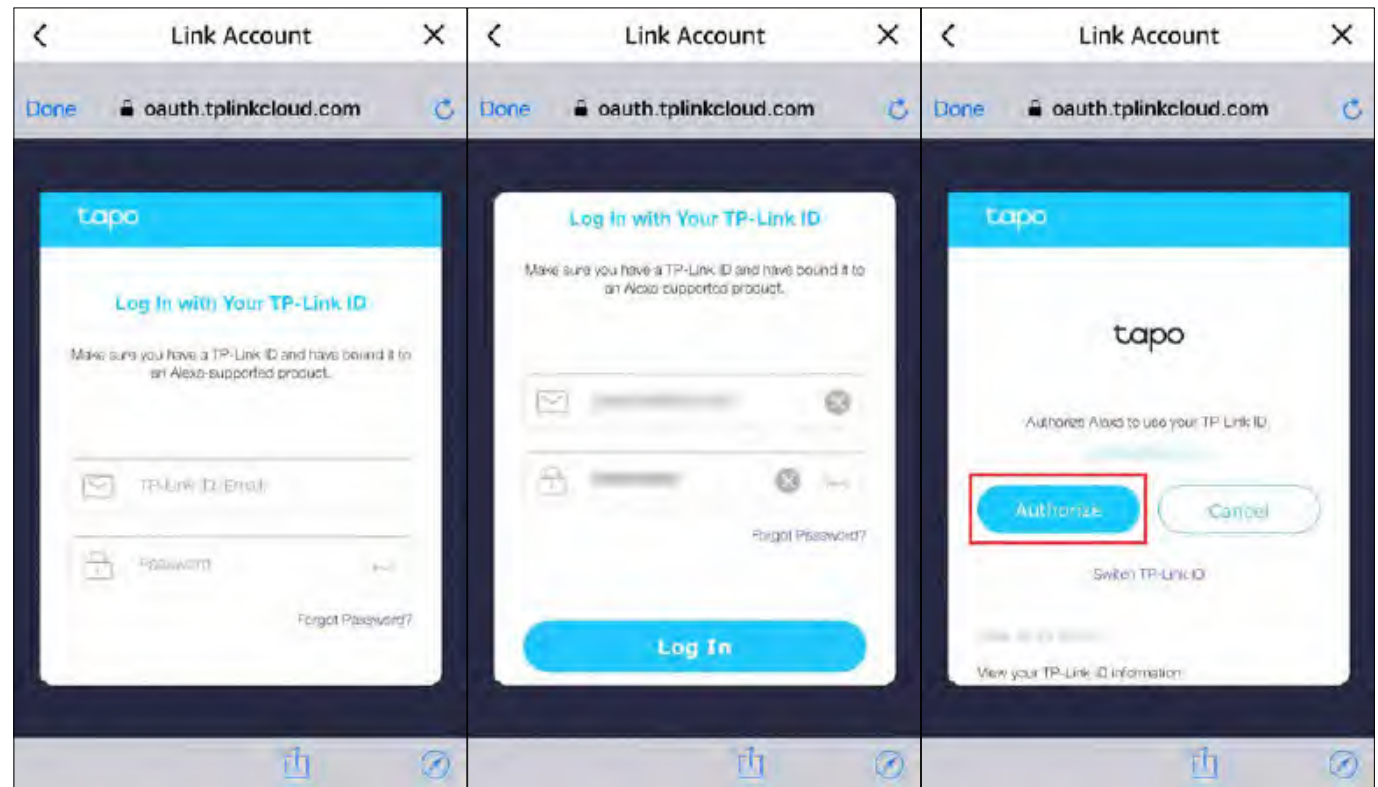 Link Account
Done oauth.tplinkcloud.com
tapo
Log In with Your TP-Link ID
Make sure you have a TP-Link ID and have bound it to
an Alexa-supported product.
TP-Link ID/Email
Password
Forgot Password?
Link Account
Done oauth.tplinkcloud.com
Log In with Your TP-Link ID
Make sure you have a TP-Link ID and have bound it to
an Alexa-supported product.
Forgot Password?
Log In
Link Account
Done oauth.tplinkcloud.com
tapo
tapo
Authorize Alexa to use your TP-Link ID
Authorize Cancel
Switch TP-Link ID
View your TP-Link ID information